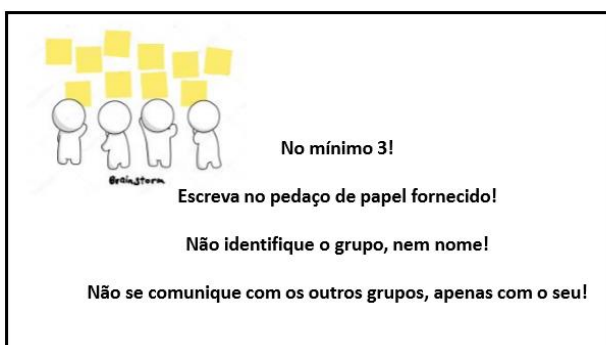 Brainstorm
No mínimo 3!
Escreva no pedaço de papel fornecido!
Não identifique o grupo, nem nome!
Não se comunique com os outros grupos, apenas com o seu!